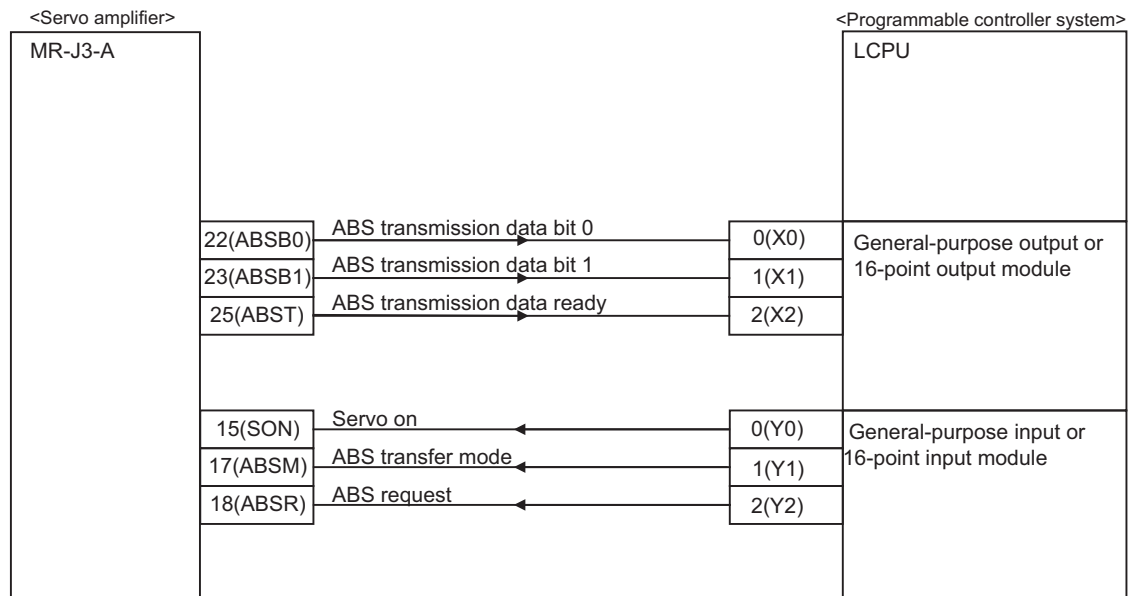 <Servo amplifier>
<Programmable controller system>
MR-J3-A
LCPU
22(ABSB0)
ABS transmission data bit 0
0(X0)
General-purpose output or
16-point output module
23(ABSB1)
ABS transmission data bit 1
1(X1)
25(ABST)
ABS transmission data ready
2(X2)
15(SON)
Servo on
0(Y0)
General-purpose input or
16-point input module
17(ABSM)
ABS transfer mode
1(Y1)
18(ABSR)
ABS request
2(Y2)